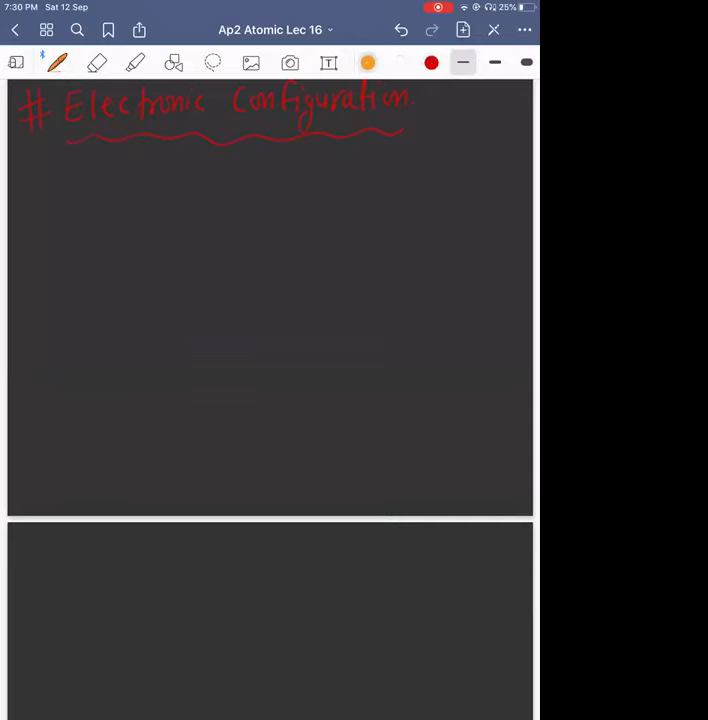 7:30 PM Sat 12 Sep
25%
Ap2 Atomic Lec 16
T
# Electronic Configuration.